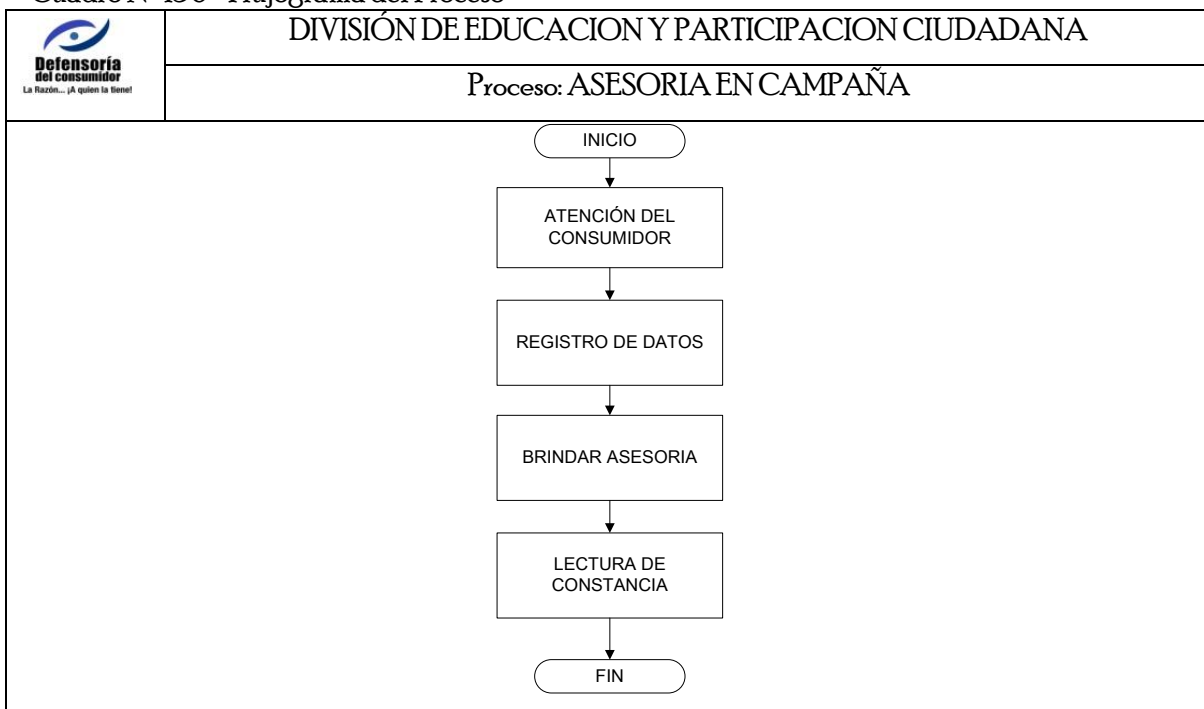 DIVISIÓN DE EDUCACION Y PARTICIPACION CIUDADANA
Defensoría
del consumidor
La Razón... ¡A quien la tiene!
Proceso: ASESORIA EN CAMPAÑA
INICIO
ATENCIÓN DEL
CONSUMIDOR
REGISTRO DE DATOS
BRINDAR ASESORIA
LECTURA DE
CONSTANCIA
FIN